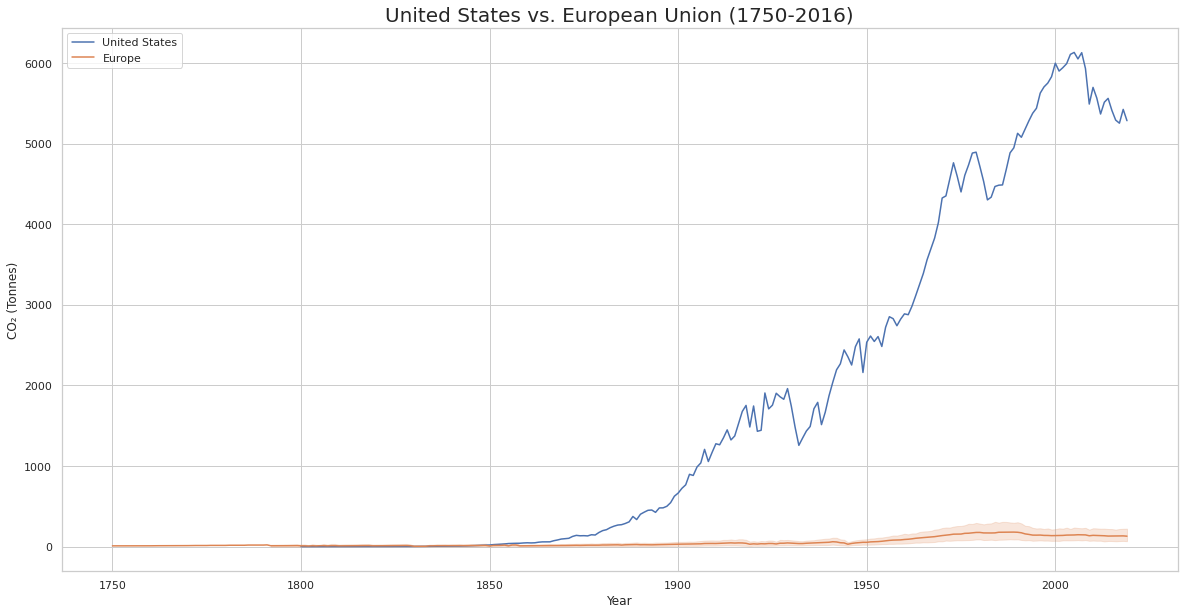 United States vs. European Union (1750-2016)
United States
Europe
6000
5000
4000
3000
2000
1000
0
CO₂ (Tonnes)
1750 1800 1850 1900 1950 2000
Year